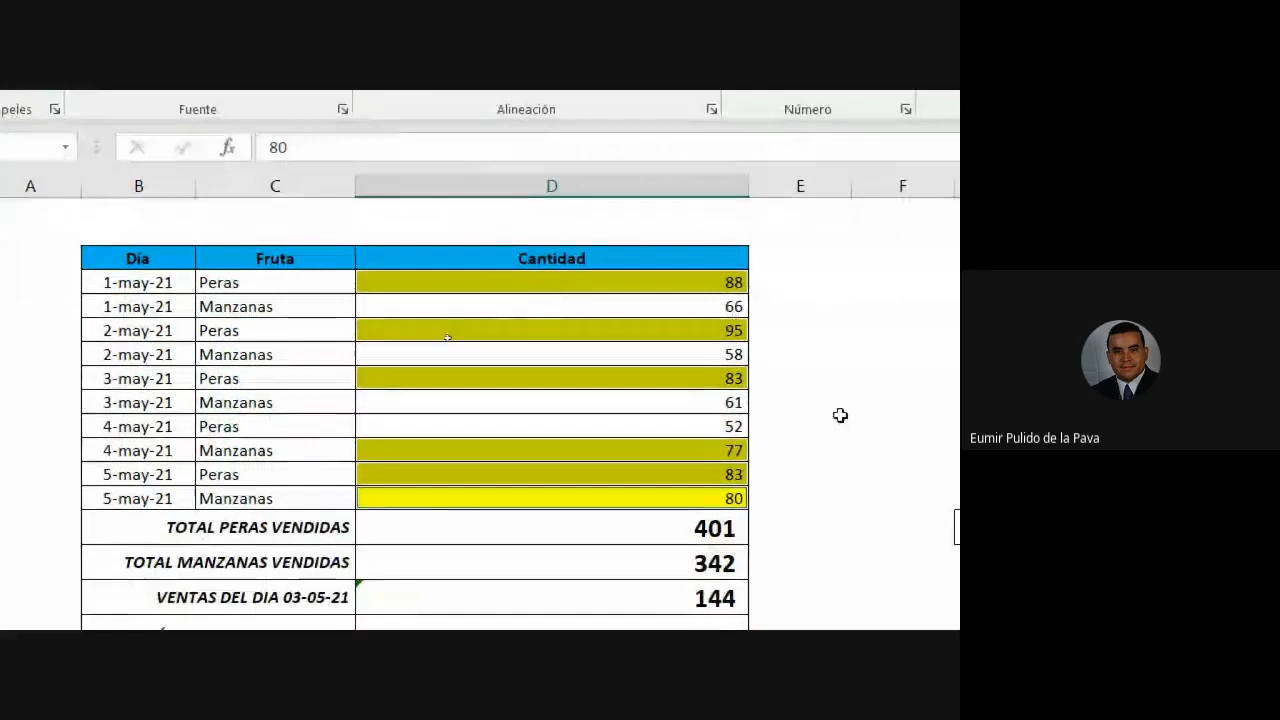 peles Fuente Alineación Número
fx 80
A B C D E F
Día Fruta Cantidad
1-may-21 Peras 88
1-may-21 Manzanas 66
2-may-21 Peras 95
2-may-21 Manzanas 58
3-may-21 Peras 83
3-may-21 Manzanas 61
4-may-21 Peras 52
4-may-21 Manzanas 77
5-may-21 Peras 83
5-may-21 Manzanas 80
TOTAL PERAS VENDIDAS 401
TOTAL MANZANAS VENDIDAS 342
VENTAS DEL DIA 03-05-21 144
Eumir Pulido de la Pava